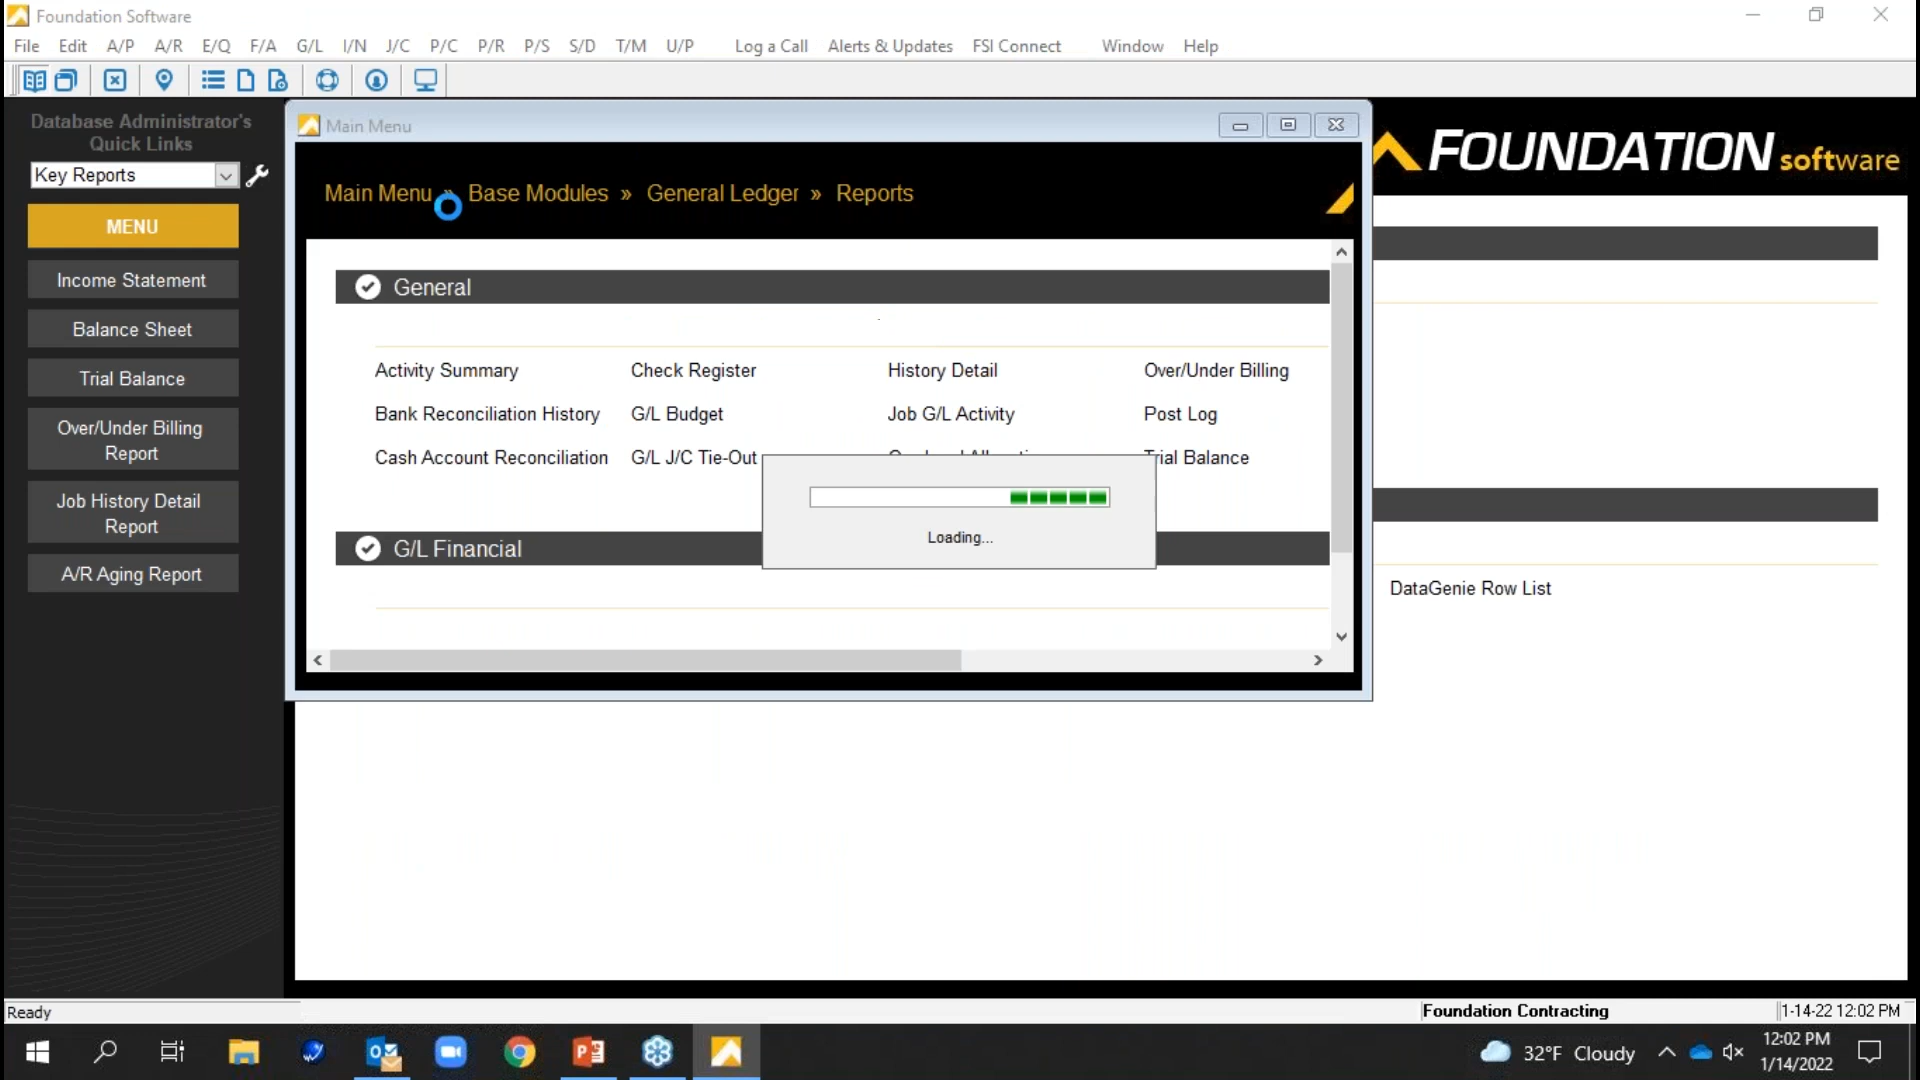 Foundation Software
File Edit A/P A/R E/Q F/A G/L I/N J/C P/C P/R P/S S/D T/M U/P Log a Call Alerts & Updates FSI Connect Window Help
Database Administrator's
Quick Links
Key Reports
MENU
Income Statement
Balance Sheet
Trial Balance
Over/Under Billing
Report
Job History Detail
Report
A/R Aging Report
Main Menu
Main Menu » Base Modules » General Ledger » Reports
FOUNDATION software
General
Activity Summary Check Register History Detail Over/Under Billing
Bank Reconciliation History G/L Budget Job G/L Activity Post Log
Cash Account Reconciliation G/L J/C Tie-Out Trial Balance
Loading...
G/L Financial
DataGenie Row List
Ready
Foundation Contracting
1-14-22 12:02 PM
32°F Cloudy
12:02 PM
1/14/2022